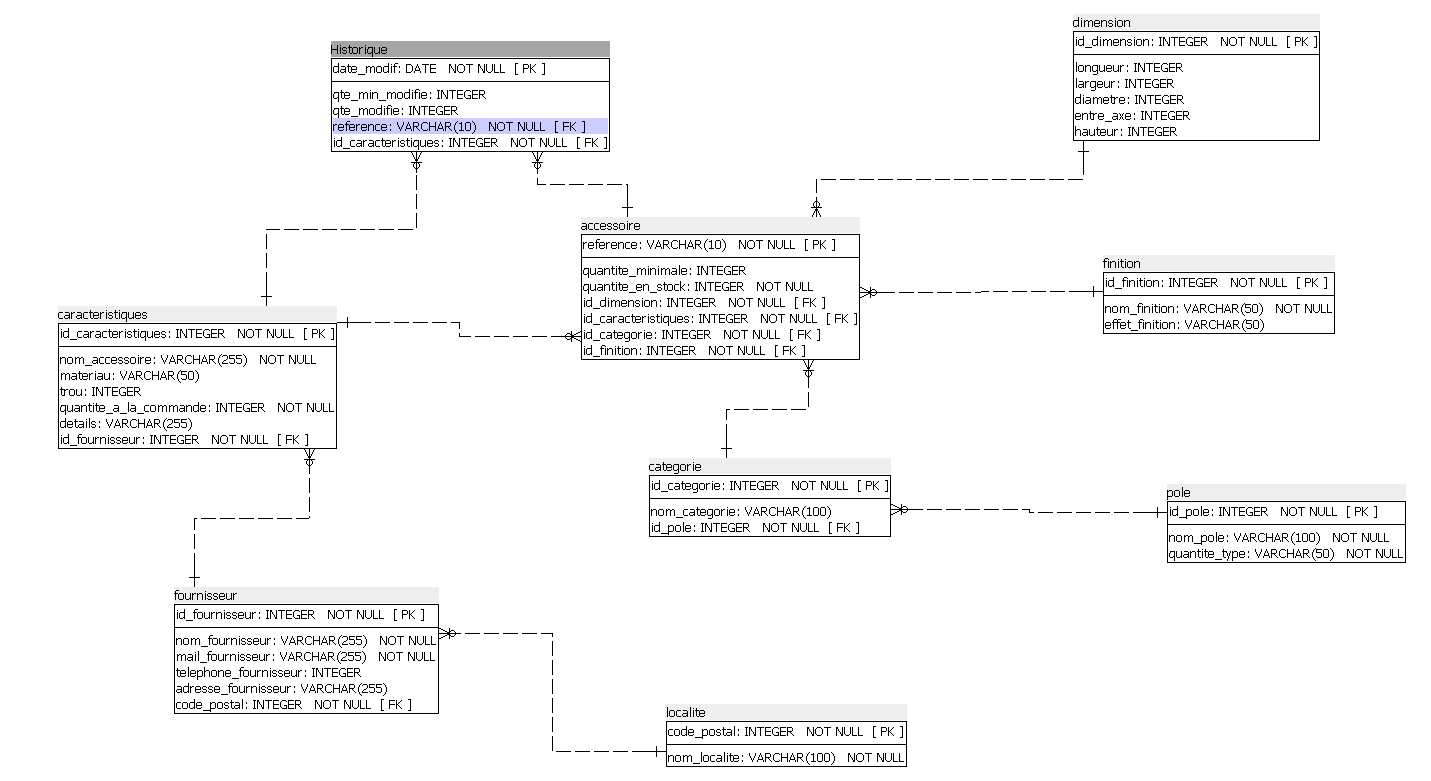 dimension
id_dimension: INTEGER NOT NULL [ PK ]
longueur: INTEGER
largeur: INTEGER
diametre: INTEGER
entre_axe: INTEGER
hauteur: INTEGER
Historique
date_modif: DATE NOT NULL [ PK ]
qte_min_modifie: INTEGER
qte_modifie: INTEGER
reference: VARCHAR(10) NOT NULL [ FK ]
id_caracteristiques: INTEGER NOT NULL [ FK ]
accessoire
reference: VARCHAR(10) NOT NULL [ PK ]
quantite_minimale: INTEGER
quantite_en_stock: INTEGER NOT NULL
id_dimension: INTEGER NOT NULL [ FK ]
id_caracteristiques: INTEGER NOT NULL [ FK ]
id_categorie: INTEGER NOT NULL [ FK ]
id_finition: INTEGER NOT NULL [ FK ]
finition
id_finition: INTEGER NOT NULL [ PK ]
nom_finition: VARCHAR(50) NOT NULL
effet_finition: VARCHAR(50)
caracteristiques
id_caracteristiques: INTEGER NOT NULL [ PK ]
nom_accessoire: VARCHAR(255) NOT NULL
materiau: VARCHAR(50)
trou: INTEGER
quantite_a_la_commande: INTEGER NOT NULL
details: VARCHAR(255)
id_fournisseur: INTEGER NOT NULL [ FK ]
categorie
id_categorie: INTEGER NOT NULL [ PK ]
nom_categorie: VARCHAR(100)
id_pole: INTEGER NOT NULL [ FK ]
pole
id_pole: INTEGER NOT NULL [ PK ]
nom_pole: VARCHAR(100) NOT NULL
quantite_type: VARCHAR(50) NOT NULL
fournisseur
id_fournisseur: INTEGER NOT NULL [ PK ]
nom_fournisseur: VARCHAR(255) NOT NULL
mail_fournisseur: VARCHAR(255) NOT NULL
telephone_fournisseur: INTEGER
adresse_fournisseur: VARCHAR(255)
code_postal: INTEGER NOT NULL [ FK ]
localite
code_postal: INTEGER NOT NULL [ PK ]
nom_localite: VARCHAR(100) NOT NULL